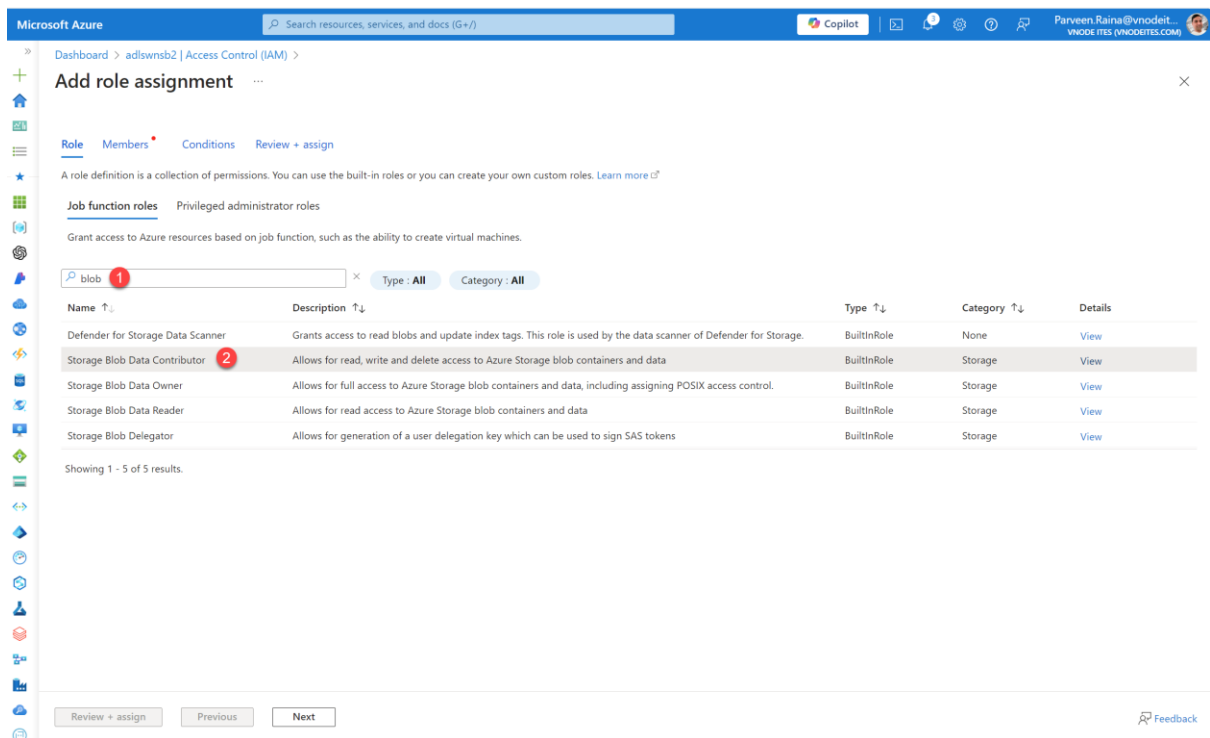 Microsoft Azure
Search resources, services, and docs (G+/)
Copilot
3
Parveen.Raina@vnodeit...
VNODE ITES (VNODEITES.COM)
Dashboard > adlswnsb2 | Access Control (IAM) >
Add role assignment ...
Role Members Conditions Review + assign
A role definition is a collection of permissions. You can use the built-in roles or you can create your own custom roles. Learn more
Job function roles Privileged administrator roles
Grant access to Azure resources based on job function, such as the ability to create virtual machines.
blob 1 Type : All Category : All
Name Description Type Category Details
Defender for Storage Data Scanner Grants access to read blobs and update index tags. This role is used by the data scanner of Defender for Storage. BuiltInRole None View
Storage Blob Data Contributor 2 Allows for read, write and delete access to Azure Storage blob containers and data BuiltInRole Storage View
Storage Blob Data Owner Allows for full access to Azure Storage blob containers and data, including assigning POSIX access control. BuiltInRole Storage View
Storage Blob Data Reader Allows for read access to Azure Storage blob containers and data BuiltInRole Storage View
Storage Blob Delegator Allows for generation of a user delegation key which can be used to sign SAS tokens BuiltInRole Storage View
Showing 1 - 5 of 5 results.
Review + assign Previous Next Feedback